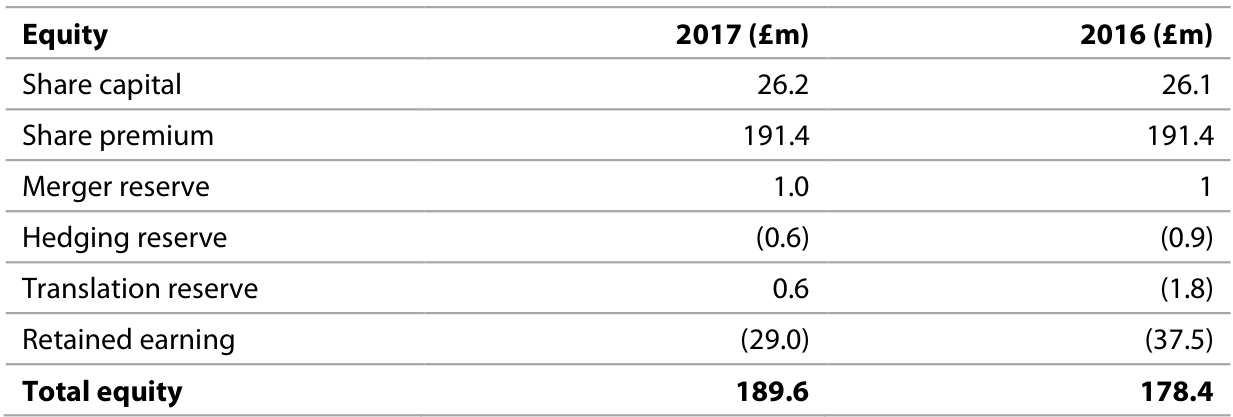 Equity 2017 (£m) 2016 (£m)
Share capital 26.2 26.1
Share premium 191.4 191.4
Merger reserve 1.0 1
Hedging reserve (0.6) (0.9)
Translation reserve 0.6 (1.8)
Retained earning (29.0) (37.5)
Total equity 189.6 178.4